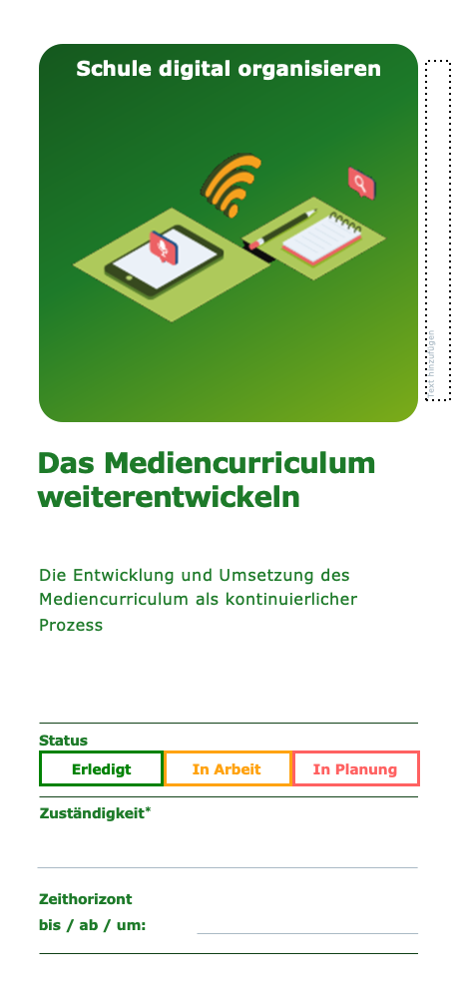 Schule digital organisieren
Text hinzufügen
Das Mediencurriculum
weiterentwickeln
Die Entwicklung und Umsetzung des
Mediencurriculum als kontinuierlicher
Prozess
Status
Erledigt
In Arbeit
In Planung
Zuständigkeit*
Zeithorizont
bis / ab / um: